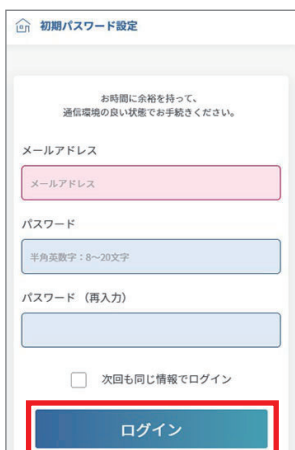 初期パスワード設定
お時間に余裕を持って、
通信環境の良い状態でお手続きください。
メールアドレス
メールアドレス
パスワード
半角英数字：8～20文字
パスワード （再入力）
次回も同じ情報でログイン
ログイン